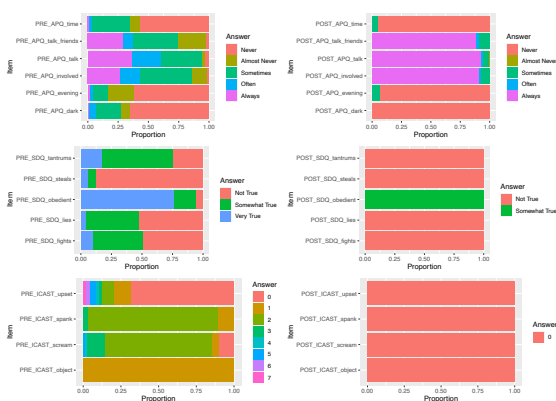 Item
PRE_APQ_time
PRE_APQ_talk_friends
PRE_APQ_talk
PRE_APQ_involved
PRE_APQ_evening
PRE_APQ_dark
0.00 0.25 0.50 0.75 1.00
Proportion
Answer
Never
Almost Never
Sometimes
Often
Always
Item
POST_APQ_time
POST_APQ_talk_friends
POST_APQ_talk
POST_APQ_involved
POST_APQ_evening
POST_APQ_dark
0.00 0.25 0.50 0.75 1.00
Proportion
Answer
Never
Almost Never
Sometimes
Often
Always
Item
PRE_SDQ_tantrums
PRE_SDQ_steals
PRE_SDQ_obedient
PRE_SDQ_lies
PRE_SDQ_fights
0.00 0.25 0.50 0.75 1.00
Proportion
Answer
Not True
Somewhat True
Very True
Item
POST_SDQ_tantrums
POST_SDQ_steals
POST_SDQ_obedient
POST_SDQ_lies
POST_SDQ_fights
0.00 0.25 0.50 0.75 1.00
Proportion
Answer
Not True
Somewhat True
Item
PRE_ICAST_upset
PRE_ICAST_spank
PRE_ICAST_scream
PRE_ICAST_object
0.00 0.25 0.50 0.75 1.00
Proportion
Answer
0
1
2
3
4
5
6
7
Item
POST_ICAST_upset
POST_ICAST_spank
POST_ICAST_scream
POST_ICAST_object
0.00 0.25 0.50 0.75 1.00
Proportion
Answer
0